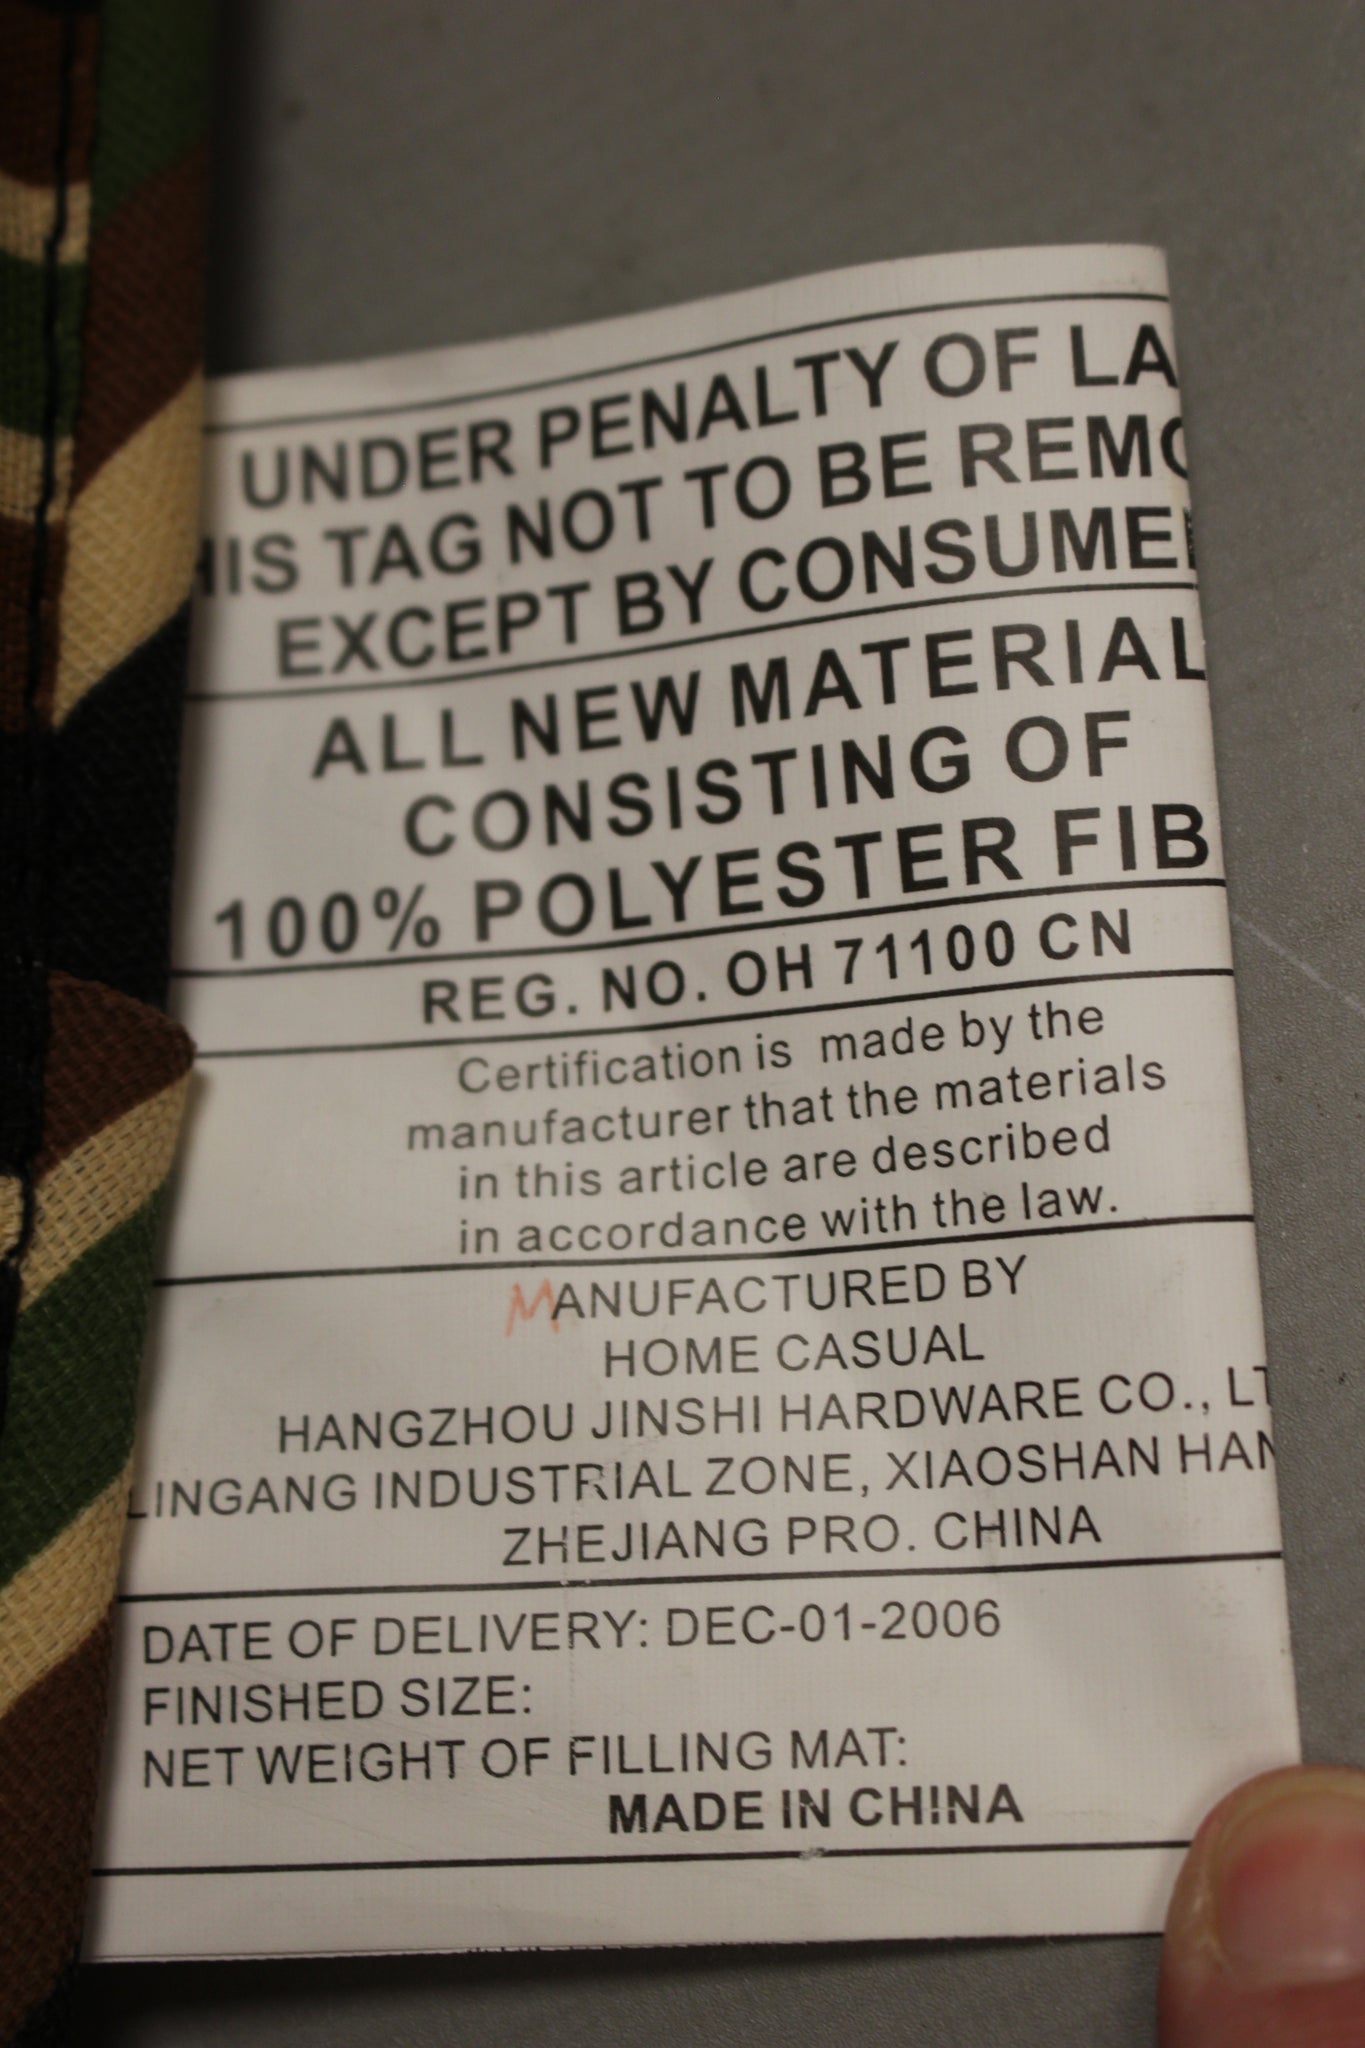 UNDER PENALTY OF LA
HIS TAG NOT TO BE REMO
EXCEPT BY CONSUMER
ALL NEW MATERIAL
CONSISTING OF
100% POLYESTER FIB
REG. NO. OH 71100 CN
Certification is made by the
manufacturer that the materials
in this article are described
in accordance with the law.
MANUFACTURED BY
HOME CASUAL
HANGZHOU JINSHI HARDWARE CO., LT
LINGANG INDUSTRIAL ZONE, XIAOSHAN HAN
ZHEJIANG PRO. CHINA
DATE OF DELIVERY: DEC-01-2006
FINISHED SIZE:
NET WEIGHT OF FILLING MAT:
MADE IN CHINA